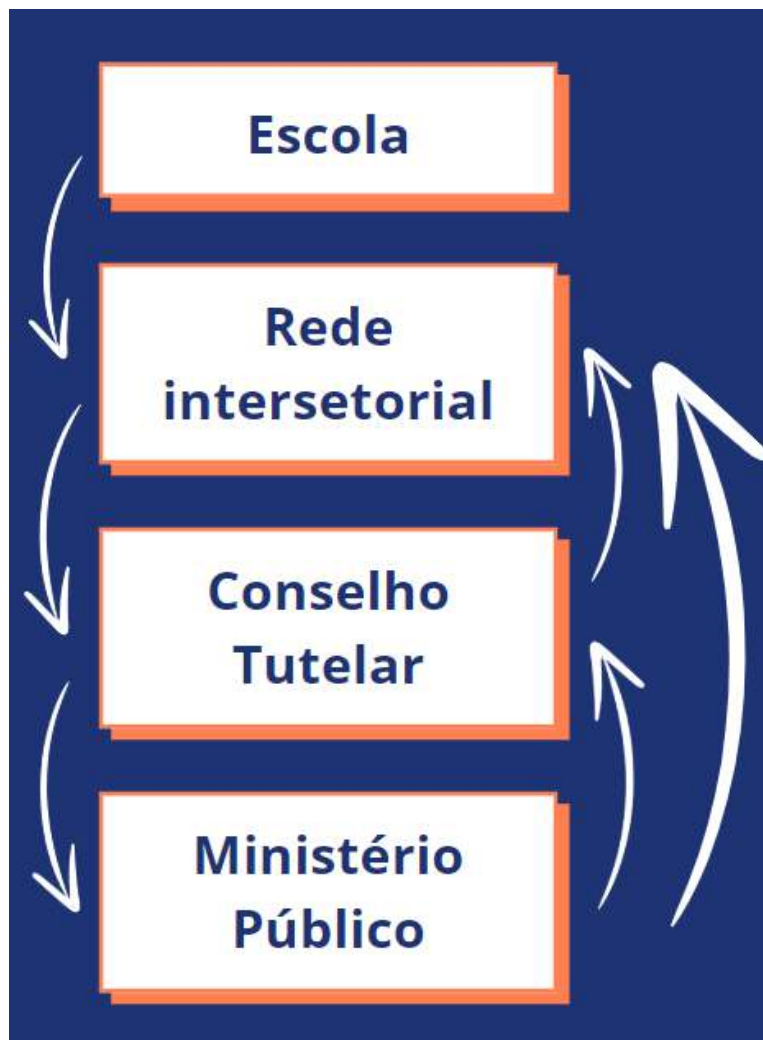 Escola
Rede
intersetorial
Conselho
Tutelar
Ministério
Público